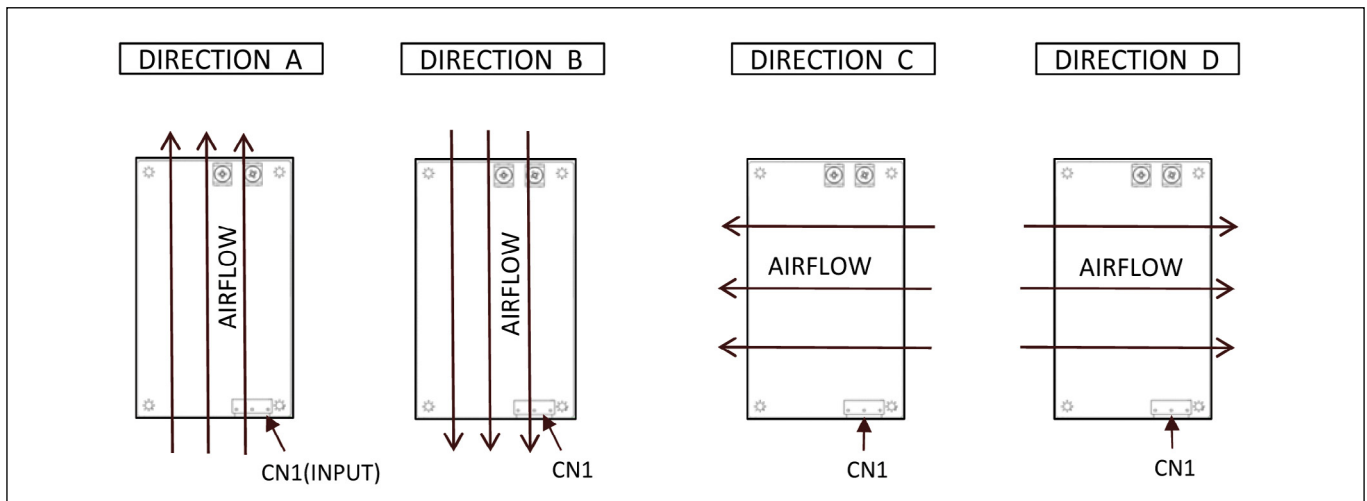 DIRECTION A
DIRECTION B
DIRECTION C
DIRECTION D
AIRFLOW
AIRFLOW
AIRFLOW
AIRFLOW
CN1(INPUT)
CN1
CN1
CN1